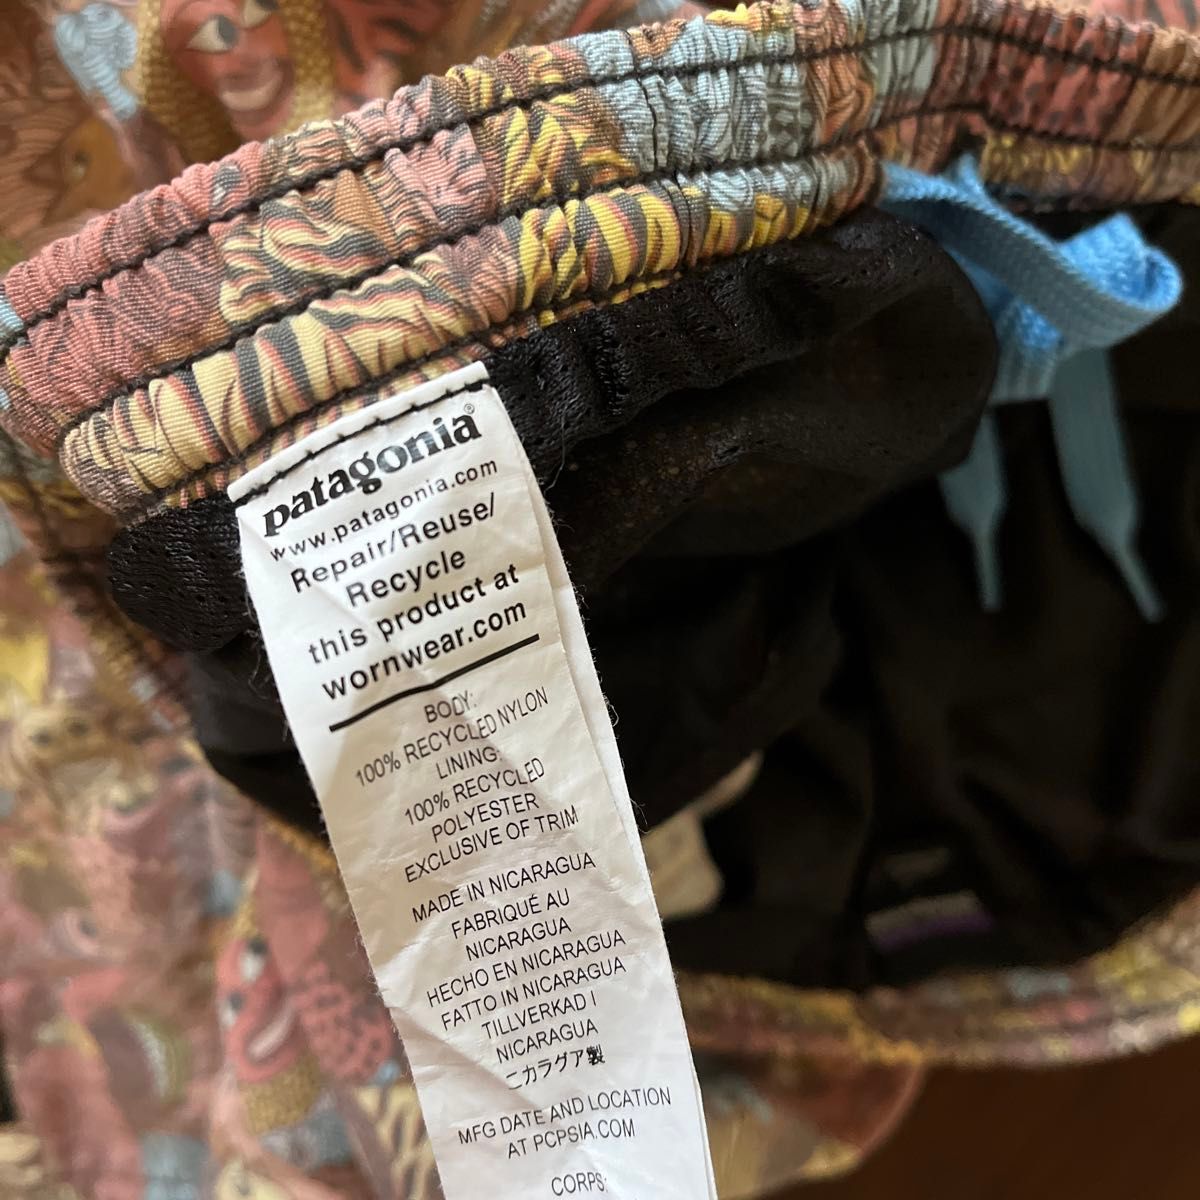 patagonia®
www.patagonia.com
Repair/Reuse/
Recycle
this product at
wornwear.com
BODY:
100% RECYCLED NYLON
LINING:
100% RECYCLED
POLYESTER
EXCLUSIVE OF TRIM
MADE IN NICARAGUA
FABRIQUÉ AU
NICARAGUA
HECHO EN NICARAGUA
FATTO IN NICARAGUA
TILLVERKAD I
NICARAGUA
ニカラグア製
MFG DATE AND LOCATION
AT PCPSIA.COM
CORPS: